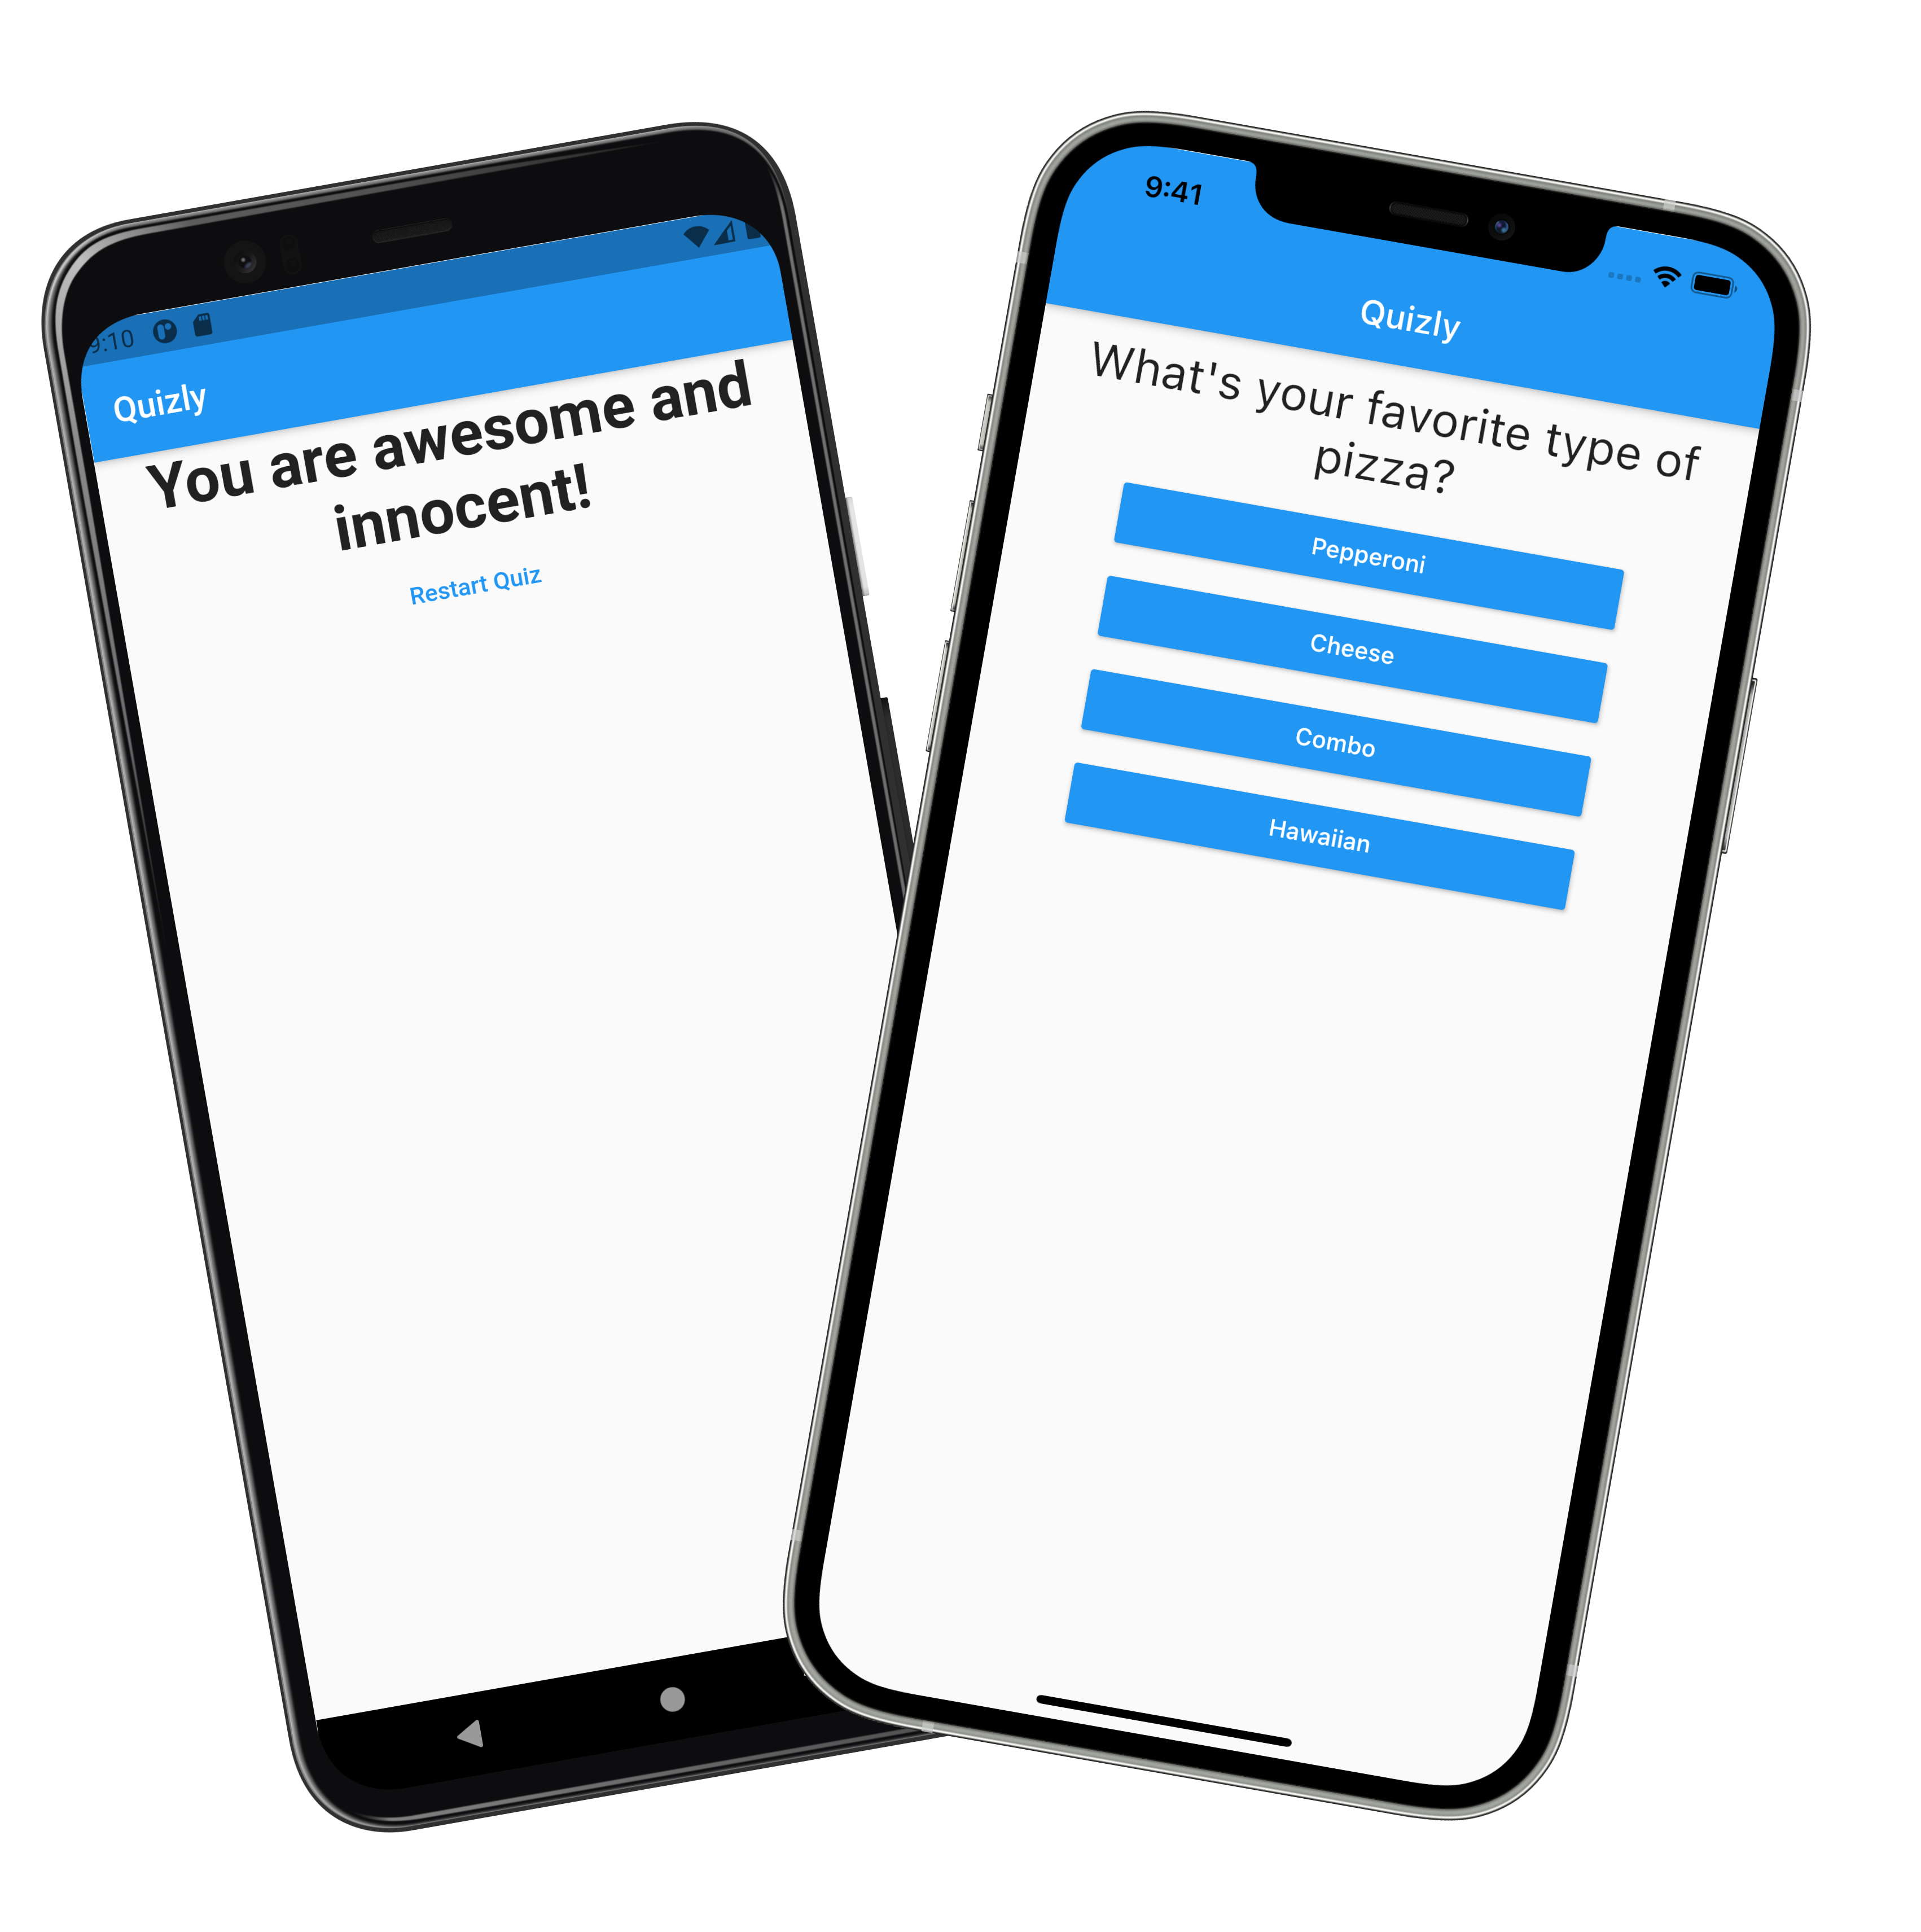 9:10
Quizly
You are awesome and
innocent!
Restart Quiz
9:41
Quizly
What's your favorite type of
pizza?
Pepperoni
Cheese
Combo
Hawaiian